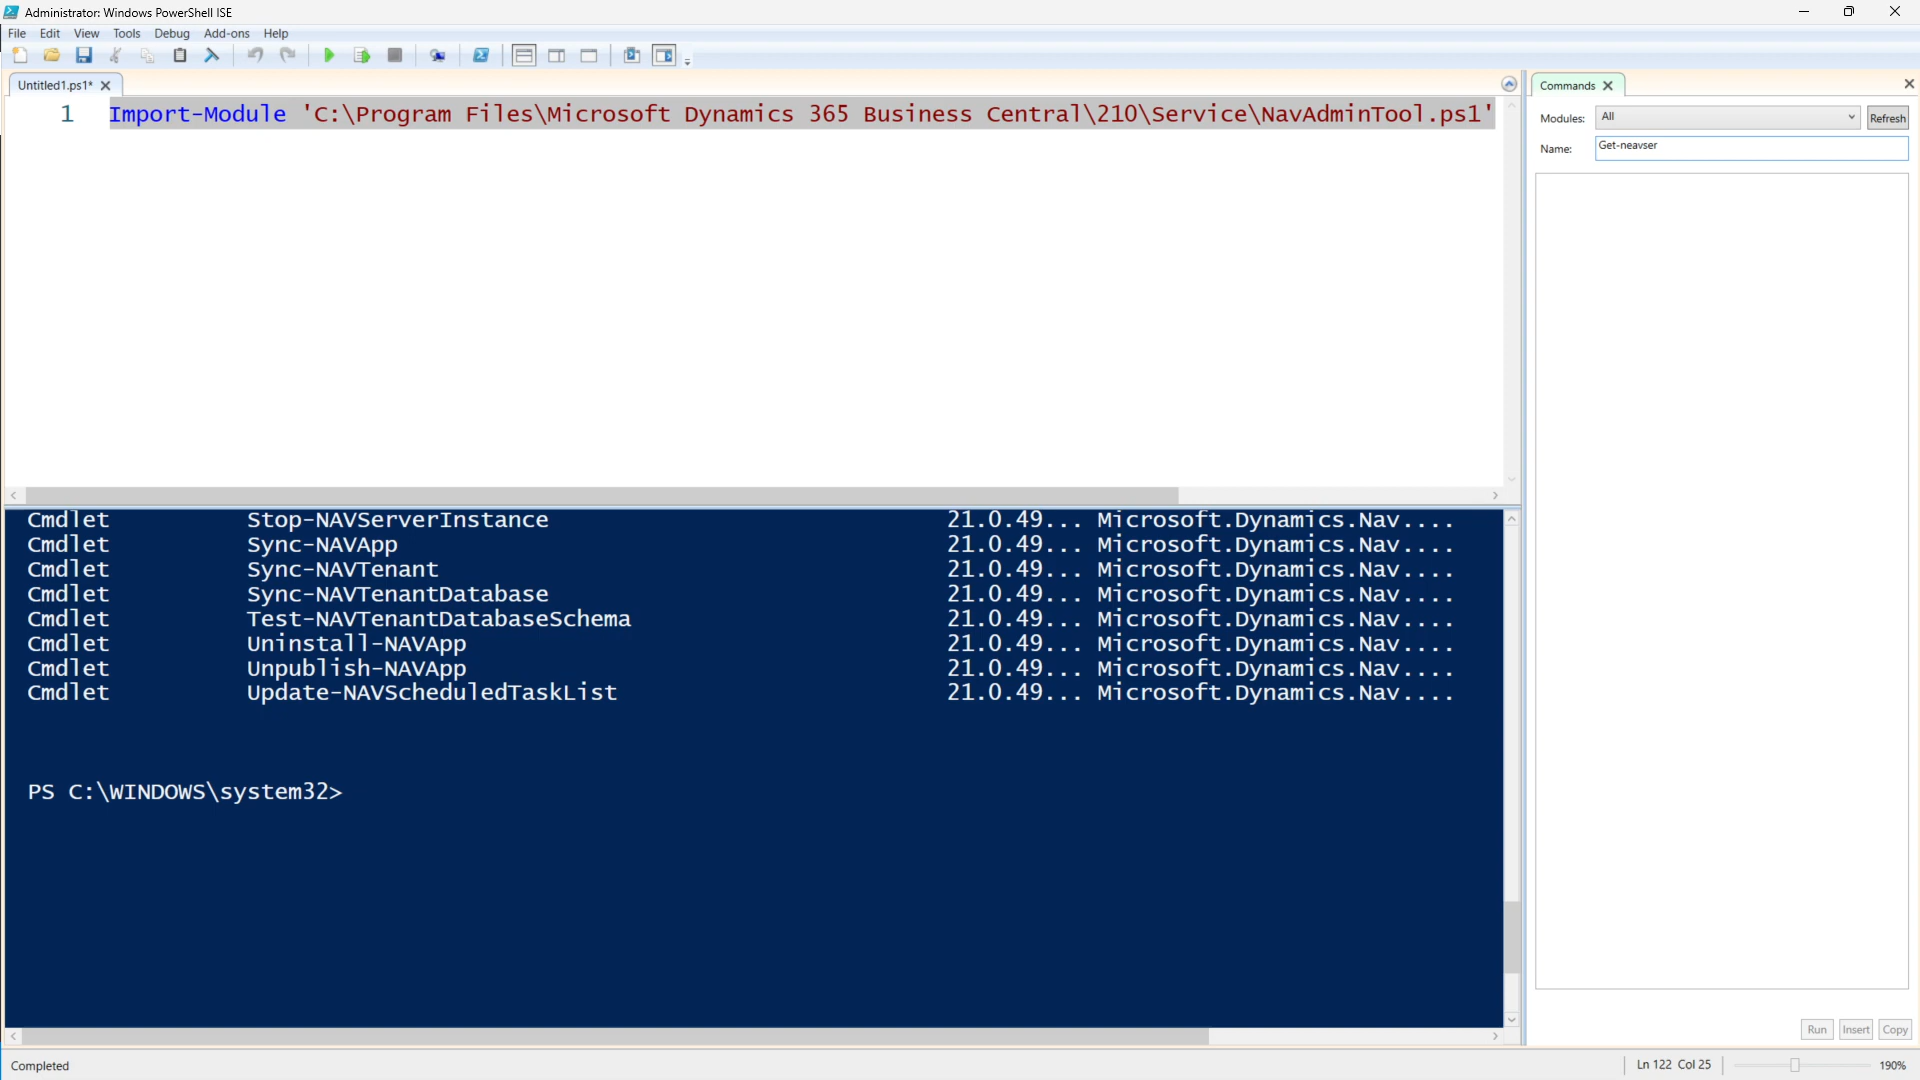 Administrator: Windows PowerShell ISE
File Edit View Tools Debug Add-ons Help
Untitled1.ps1*
1 Import-Module 'C:\Program Files\Microsoft Dynamics 365 Business Central\210\Service\NavAdminTool.ps1'
Cmdlet Stop-NAVServerInstance 21.0.49... Microsoft.Dynamics.Nav....
Cmdlet Sync-NAVApp 21.0.49... Microsoft.Dynamics.Nav....
Cmdlet Sync-NAVTenant 21.0.49... Microsoft.Dynamics.Nav....
Cmdlet Sync-NAVTenantDatabase 21.0.49... Microsoft.Dynamics.Nav....
Cmdlet Test-NAVTenantDatabaseSchema 21.0.49... Microsoft.Dynamics.Nav....
Cmdlet Uninstall-NAVApp 21.0.49... Microsoft.Dynamics.Nav....
Cmdlet Unpublish-NAVApp 21.0.49... Microsoft.Dynamics.Nav....
Cmdlet Update-NAVScheduledTaskList 21.0.49... Microsoft.Dynamics.Nav....
PS C:\WINDOWS\system32>
Commands
Modules: All Refresh
Name: Get-neavser
Run Insert Copy
Completed Ln 122 Col 25 190%